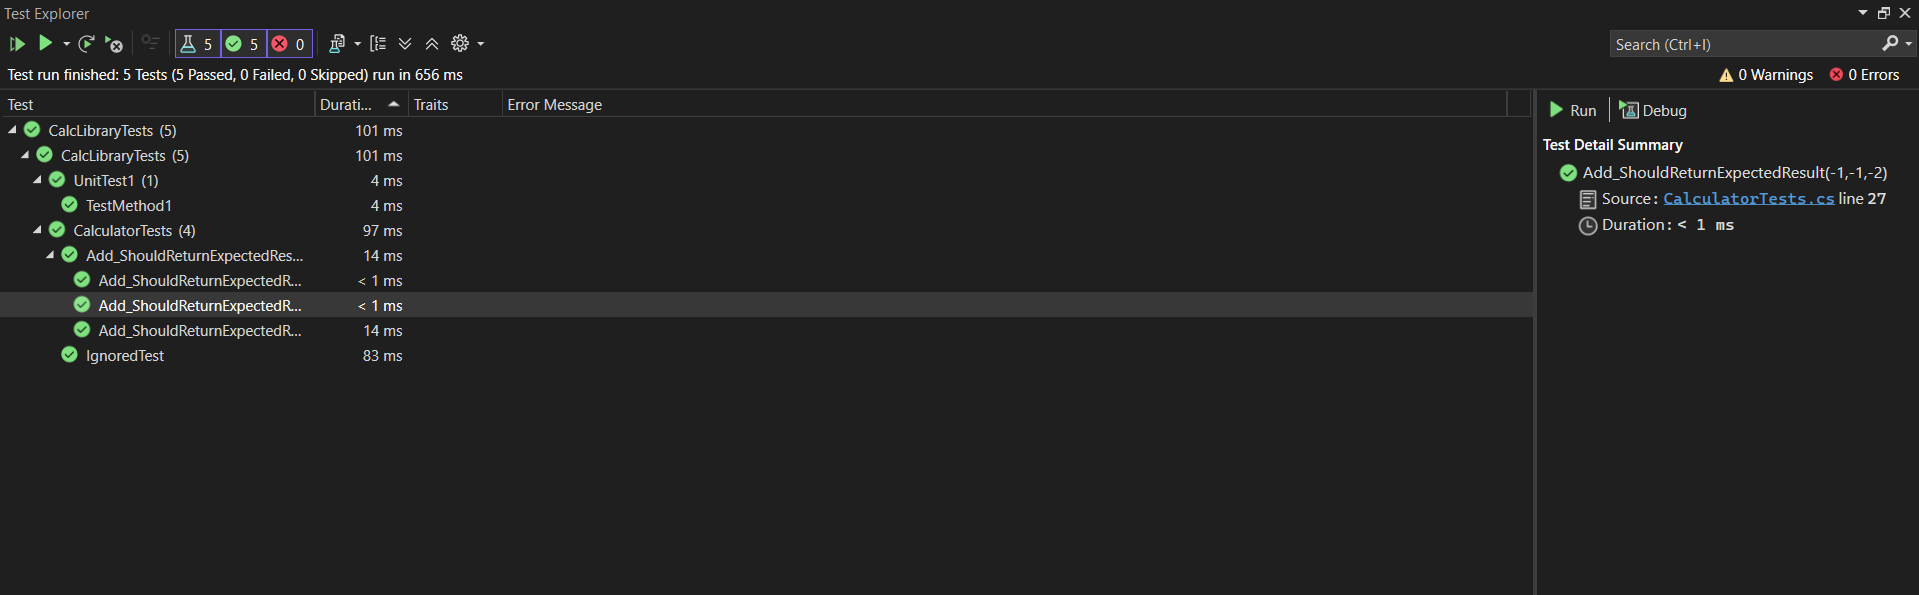 Test Explorer
5 5 0
Search (Ctrl+I)
Test run finished: 5 Tests (5 Passed, 0 Failed, 0 Skipped) run in 656 ms
0 Warnings 0 Errors
Test Durati... Traits Error Message
CalcLibraryTests (5) 101 ms
CalcLibraryTests (5) 101 ms
UnitTest1 (1) 4 ms
TestMethod1 4 ms
CalculatorTests (4) 97 ms
Add_ShouldReturnExpectedRes... 14 ms
Add_ShouldReturnExpectedR... < 1 ms
Add_ShouldReturnExpectedR... < 1 ms
Add_ShouldReturnExpectedR... 14 ms
IgnoredTest 83 ms
Run Debug
Test Detail Summary
Add_ShouldReturnExpectedResult(-1,-1,-2)
Source: CalculatorTests.cs line 27
Duration: < 1 ms